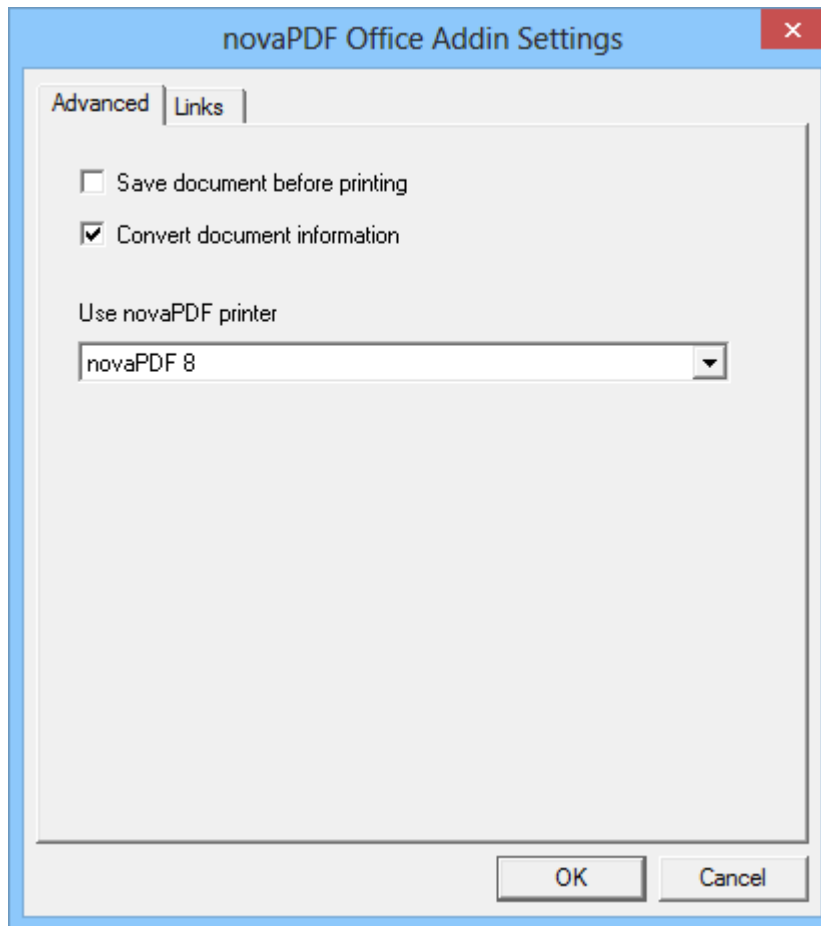 novaPDF Office Addin Settings
Advanced
Links
Save document before printing
Convert document information
Use novaPDF printer
novaPDF 8
OK
Cancel